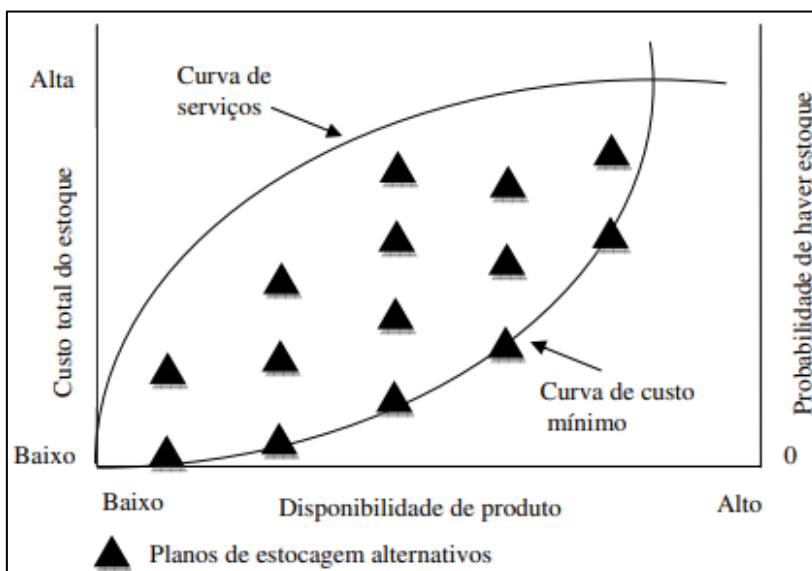 Alta
Curva de
serviços
Custo total do estoque
Probabilidade de haver estoque
Curva de custo
mínimo
Baixo
0
Baixo
Disponibilidade de produto
Alto
Planos de estocagem alternativos